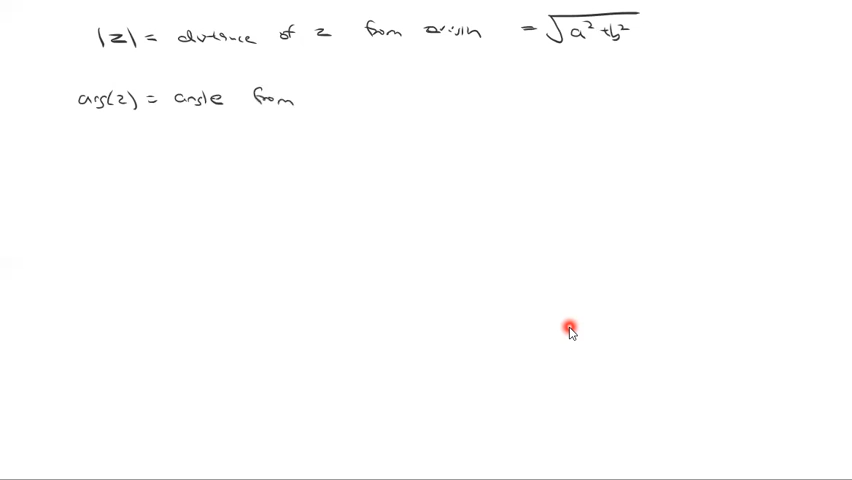 |z| = distance of z from origin = √(a² + b²)
arg(z) = angle from